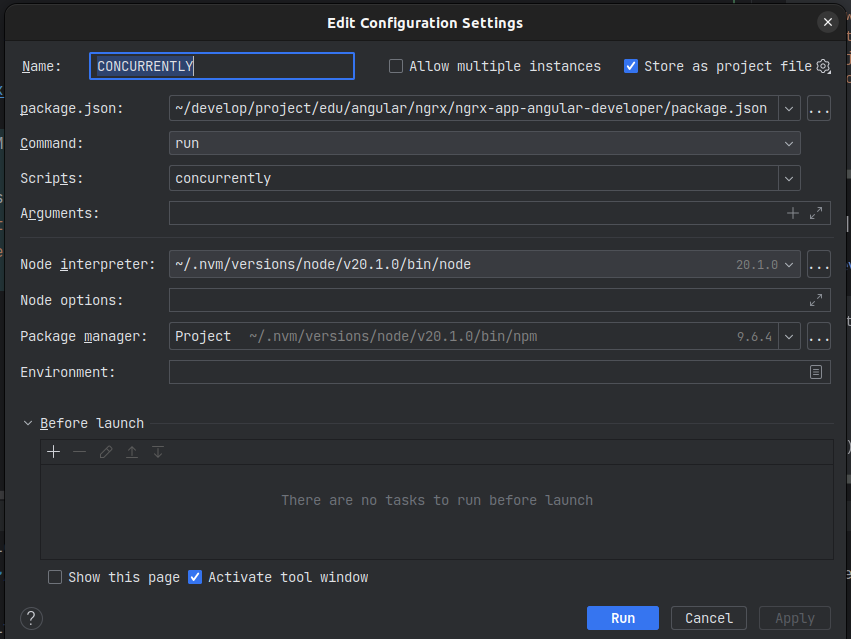 Edit Configuration Settings
Name: CONCURRENTLY Allow multiple instances Store as project file
package.json: ~/develop/project/edu/angular/ngrx/ngrx-app-angular-developer/package.json ...
Command: run
Scripts: concurrently
Arguments:
Node interpreter: ~/.nvm/versions/node/v20.1.0/bin/node 20.1.0 ...
Node options:
Package manager: Project ~/.nvm/versions/node/v20.1.0/bin/npm 9.6.4 ...
Environment:
Before launch
There are no tasks to run before launch
Show this page Activate tool window
? Run Cancel Apply